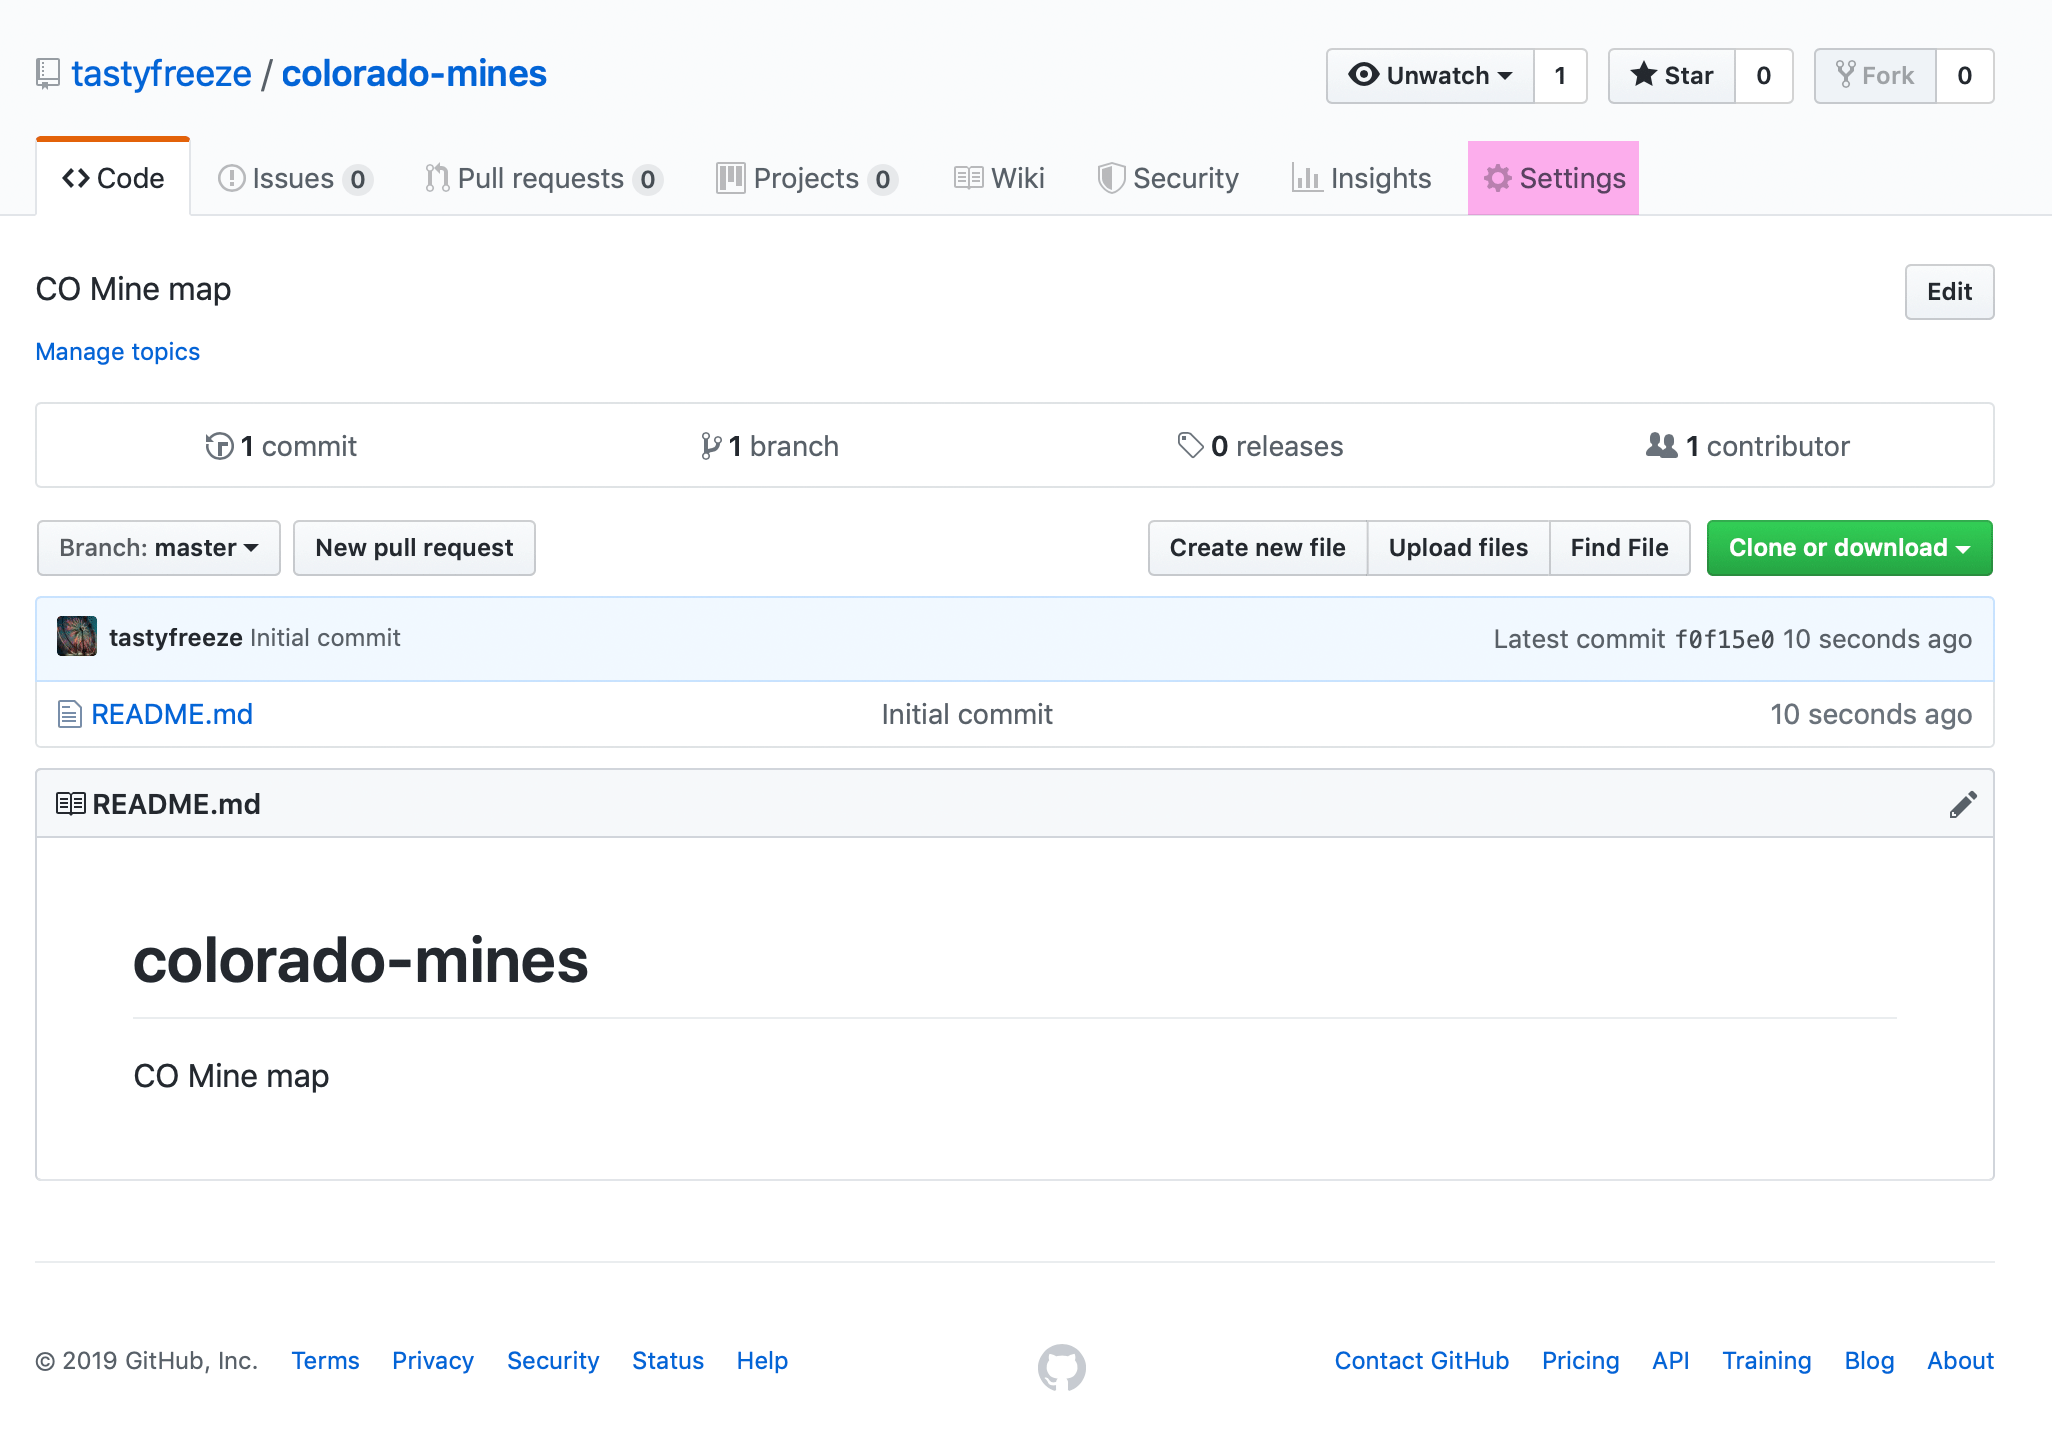 tastyfreeze / colorado-mines
Unwatch 1 Star 0 Fork 0
Code Issues 0 Pull requests 0 Projects 0 Wiki Security Insights Settings
CO Mine map
Edit
Manage topics
1 commit 1 branch 0 releases 1 contributor
Branch: master New pull request Create new file Upload files Find File Clone or download
tastyfreeze Initial commit Latest commit f0f15e0 10 seconds ago
README.md Initial commit 10 seconds ago
README.md
colorado-mines
CO Mine map
© 2019 GitHub, Inc. Terms Privacy Security Status Help Contact GitHub Pricing API Training Blog About